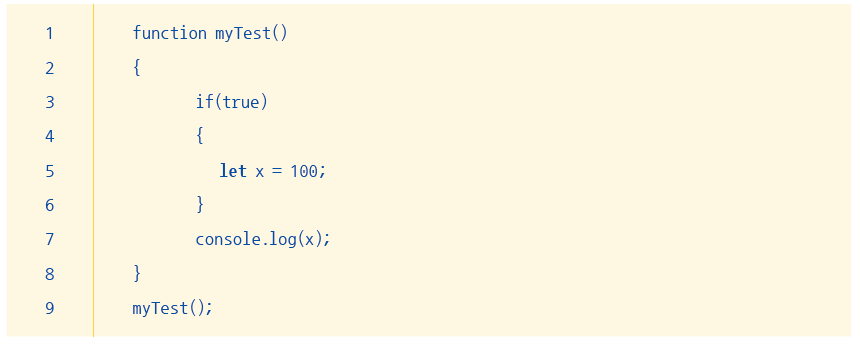 1 function myTest()
2 {
3 if(true)
4 {
5 let x = 100;
6 }
7 console.log(x);
8 }
9 myTest();